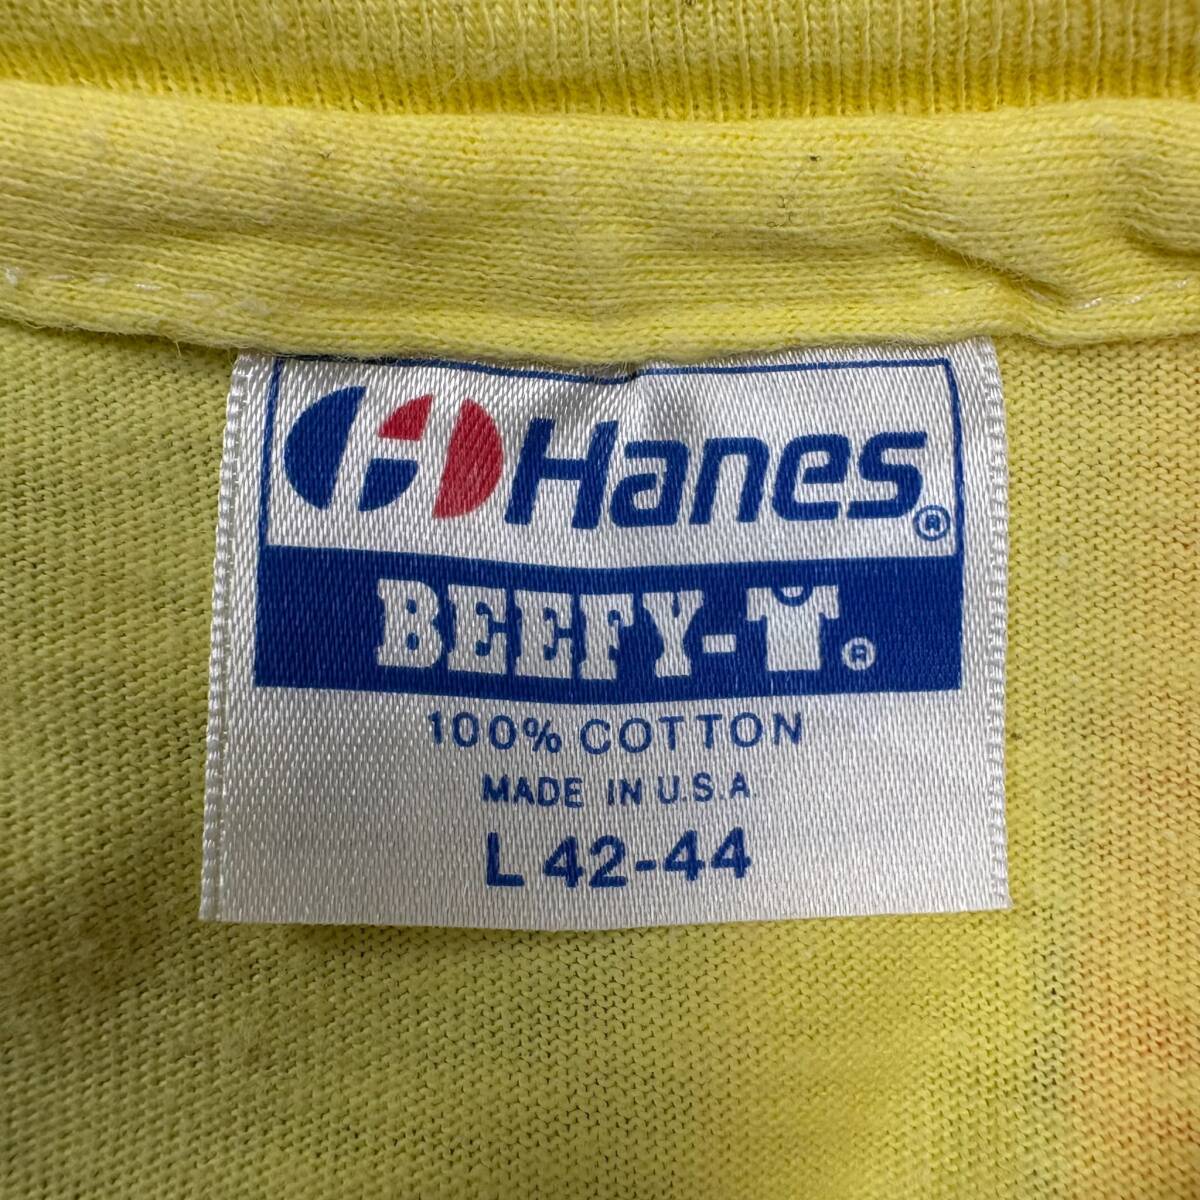 Hanes®
BEEFY-T®
100% COTTON
MADE IN U.S.A
L 42-44